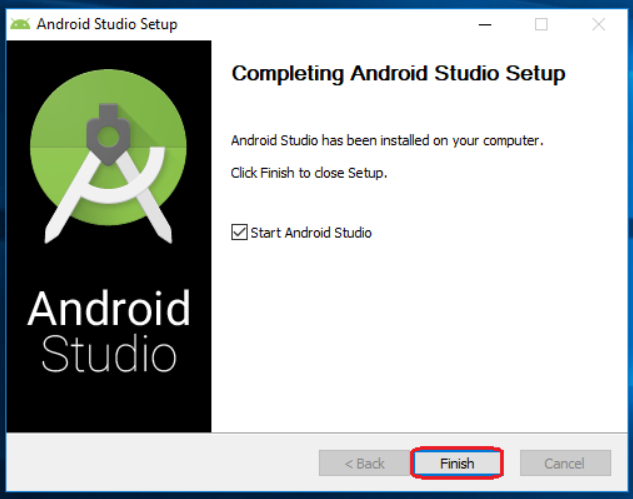 Android Studio Setup
Completing Android Studio Setup
Android Studio has been installed on your computer.
Click Finish to close Setup.
Start Android Studio
Android
Studio
< Back
Finish
Cancel